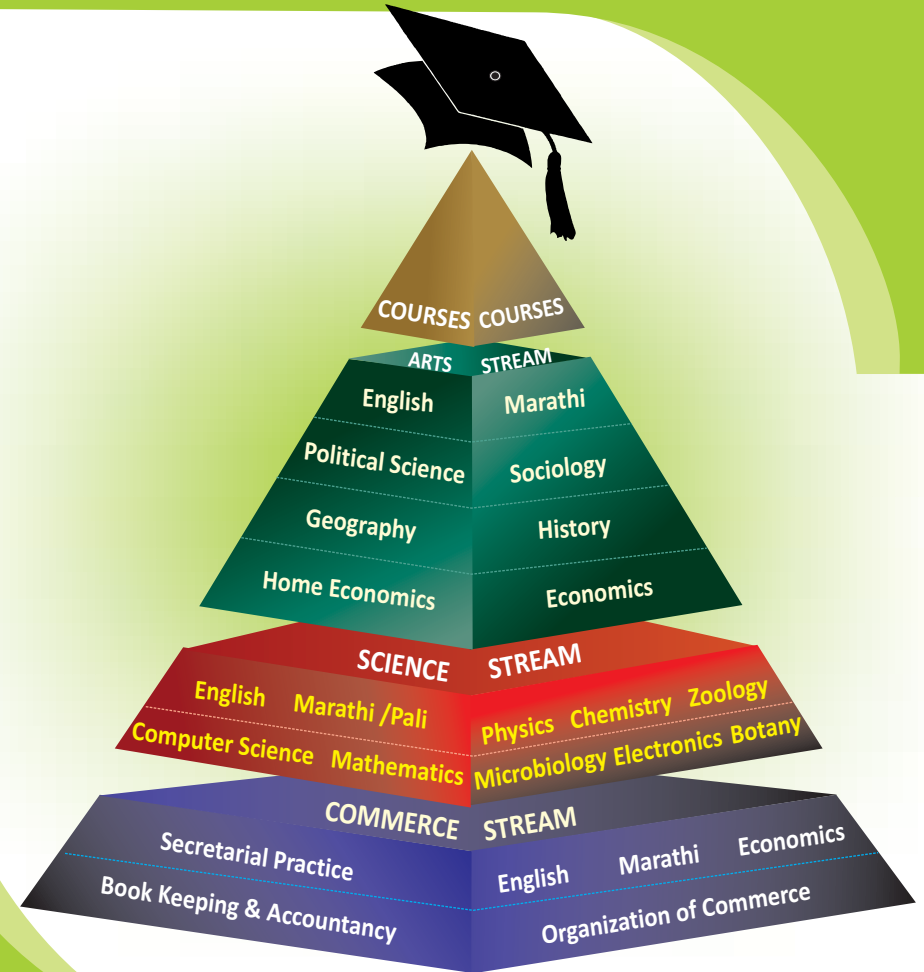 COURSES COURSES
ARTS STREAM
English Marathi
Political Science Sociology
Geography History
Home Economics Economics
SCIENCE STREAM
English Marathi /Pali Physics Chemistry Zoology
Computer Science Mathematics Microbiology Electronics Botany
COMMERCE STREAM
Secretarial Practice English Marathi Economics
Book Keeping & Accountancy Organization of Commerce